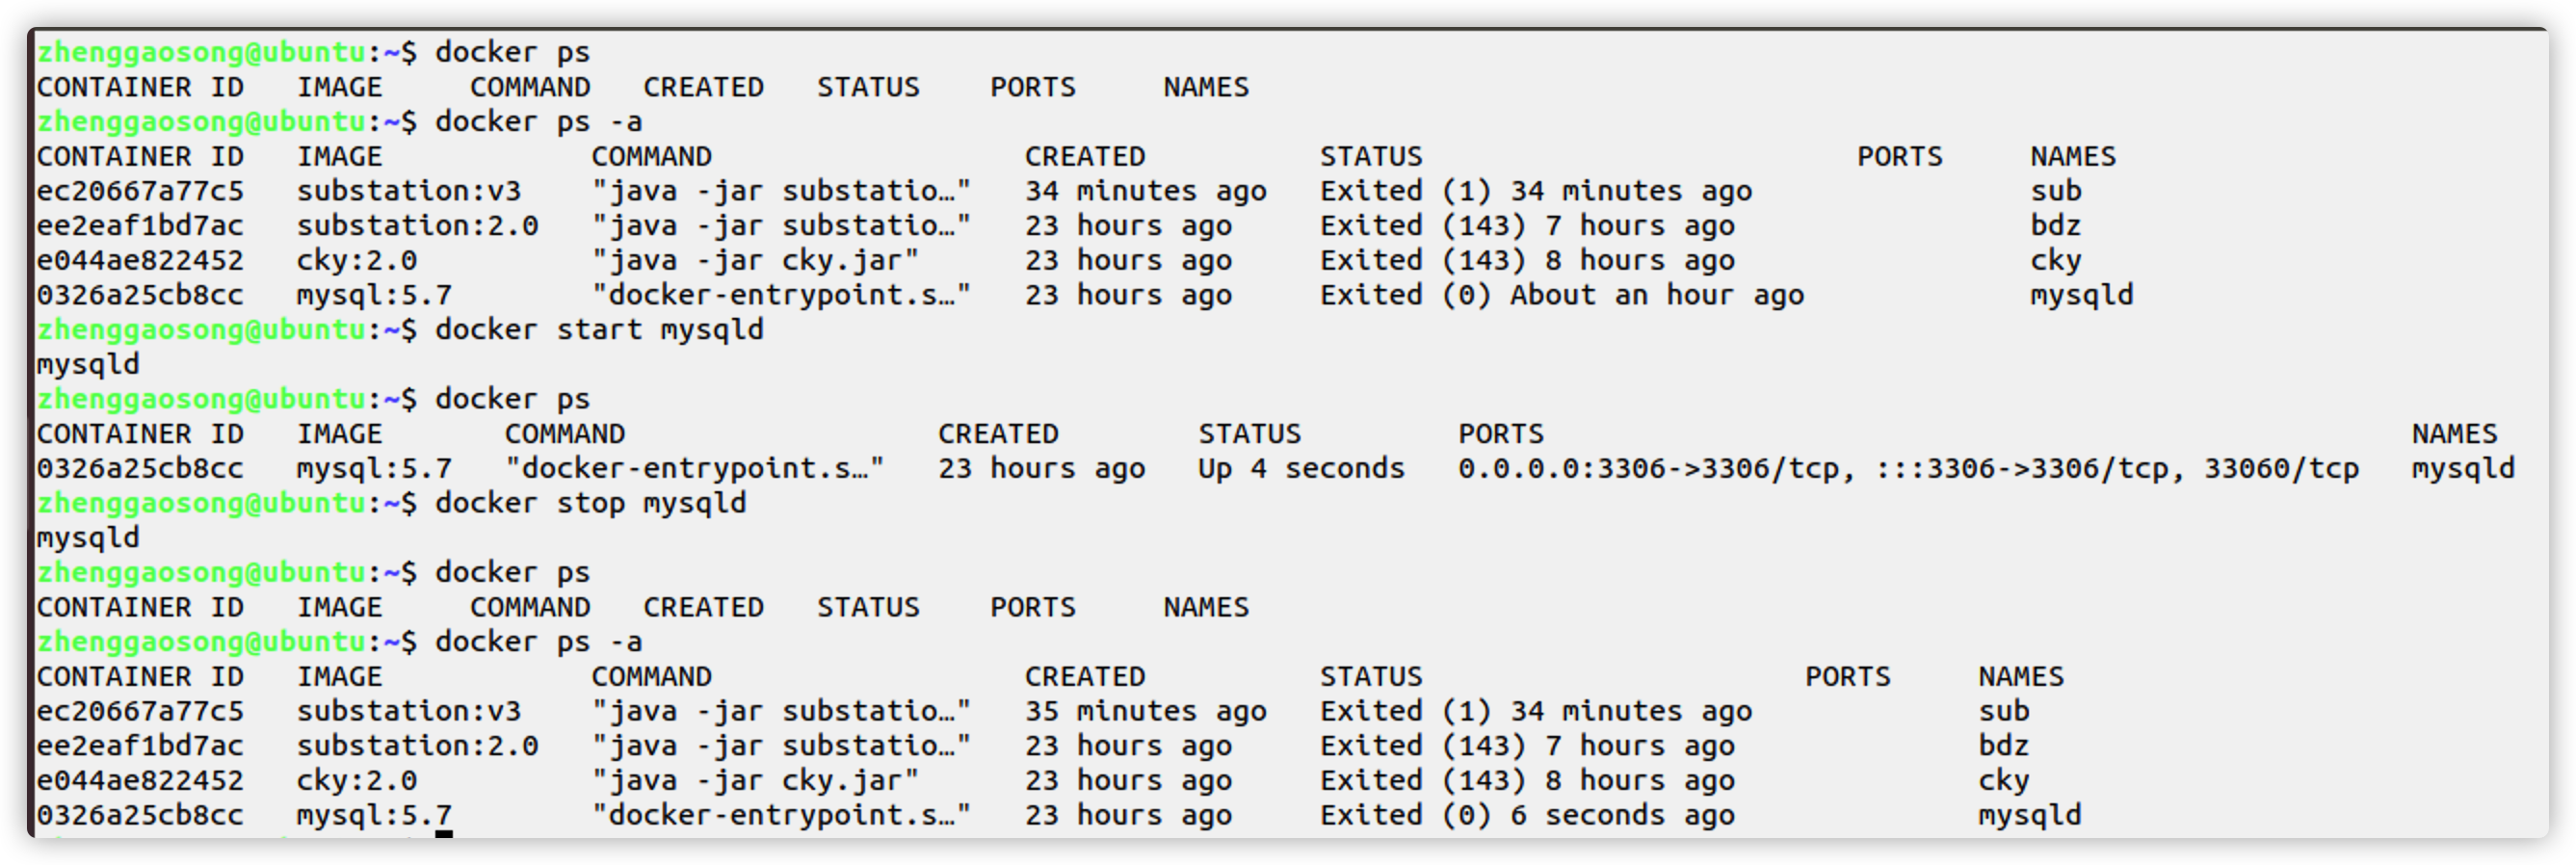 zhenggaosong@ubuntu:~$ docker ps
CONTAINER ID   IMAGE     COMMAND   CREATED   STATUS    PORTS     NAMES
zhenggaosong@ubuntu:~$ docker ps -a
CONTAINER ID   IMAGE            COMMAND                  CREATED          STATUS                         PORTS     NAMES
ec20667a77c5   substation:v3    "java -jar substatio…"   34 minutes ago   Exited (1) 34 minutes ago                sub
ee2eaf1bd7ac   substation:2.0   "java -jar substatio…"   23 hours ago     Exited (143) 7 hours ago                 bdz
e044ae822452   cky:2.0          "java -jar cky.jar"      23 hours ago     Exited (143) 8 hours ago                 cky
0326a25cb8cc   mysql:5.7        "docker-entrypoint.s…"   23 hours ago     Exited (0) About an hour ago             mysqld
zhenggaosong@ubuntu:~$ docker start mysqld
mysqld
zhenggaosong@ubuntu:~$ docker ps
CONTAINER ID   IMAGE       COMMAND                  CREATED        STATUS         PORTS                                                  NAMES
0326a25cb8cc   mysql:5.7   "docker-entrypoint.s…"   23 hours ago   Up 4 seconds   0.0.0.0:3306->3306/tcp, :::3306->3306/tcp, 33060/tcp   mysqld
zhenggaosong@ubuntu:~$ docker stop mysqld
mysqld
zhenggaosong@ubuntu:~$ docker ps
CONTAINER ID   IMAGE     COMMAND   CREATED   STATUS    PORTS     NAMES
zhenggaosong@ubuntu:~$ docker ps -a
CONTAINER ID   IMAGE            COMMAND                  CREATED          STATUS                      PORTS     NAMES
ec20667a77c5   substation:v3    "java -jar substatio…"   35 minutes ago   Exited (1) 34 minutes ago             sub
ee2eaf1bd7ac   substation:2.0   "java -jar substatio…"   23 hours ago     Exited (143) 7 hours ago              bdz
e044ae822452   cky:2.0          "java -jar cky.jar"      23 hours ago     Exited (143) 8 hours ago              cky
0326a25cb8cc   mysql:5.7        "docker-entrypoint.s…"   23 hours ago     Exited (0) 6 seconds ago              mysqld